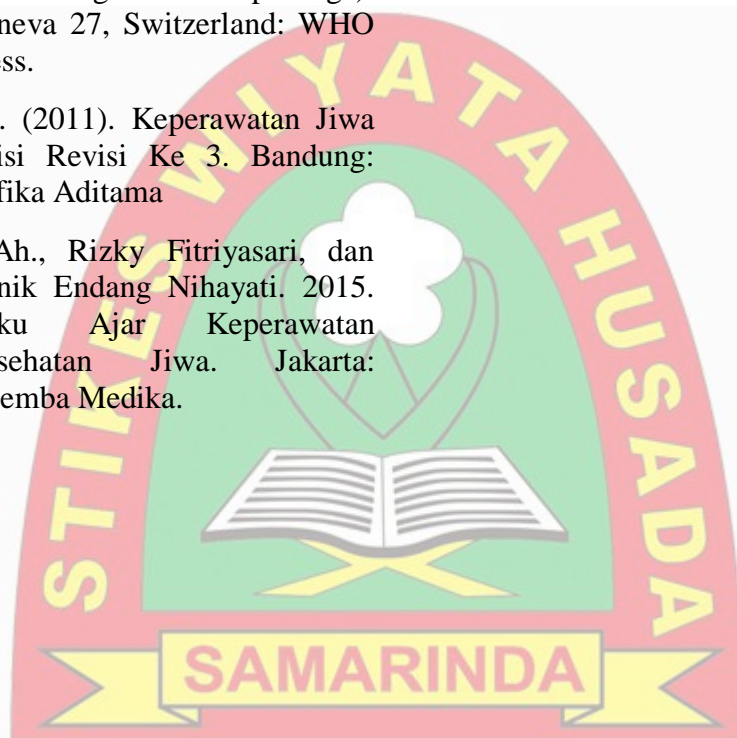 neva 27, Switzerland: WHO
ess.
. (2011). Keperawatan Jiwa
isi Revisi Ke 3. Bandung:
fika Aditama
Ah., Rizky Fitriyasari, dan
nik Endang Nihayati. 2015.
ku Ajar Keperawatan
sehatan Jiwa. Jakarta:
emba Medika.
STIKES WIYATA HUSADA
SAMARINDA